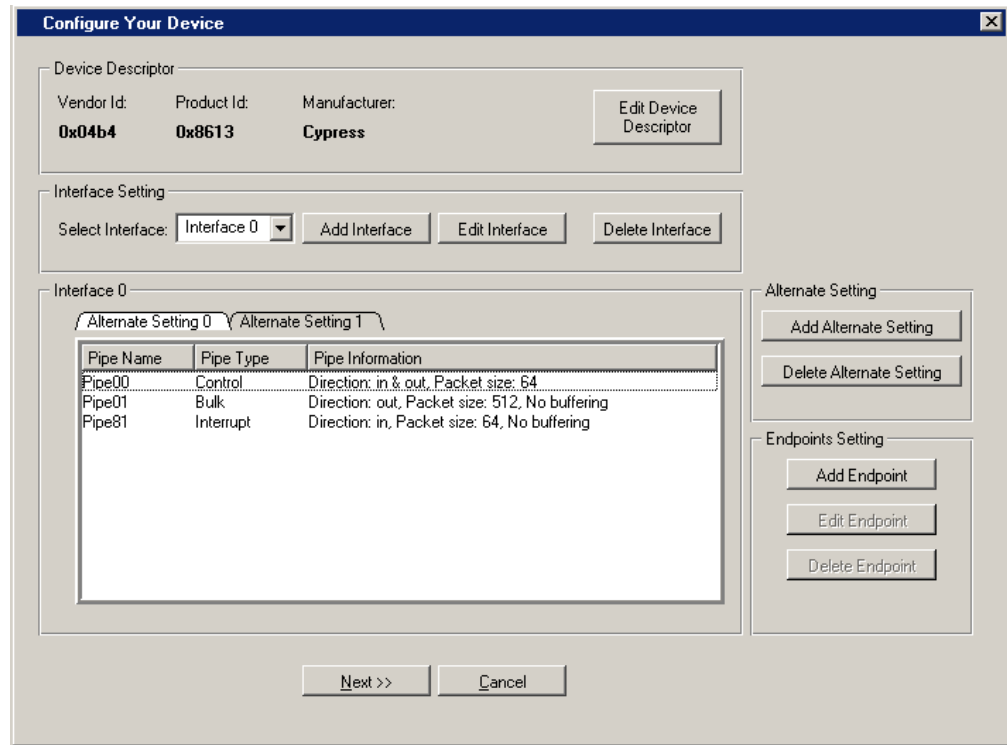 Configure Your Device
Device Descriptor
Vendor Id: Product Id: Manufacturer:
0x04b4 0x8613 Cypress
Edit Device
Descriptor
Interface Setting
Select Interface: Interface 0 Add Interface Edit Interface Delete Interface
Interface 0
Alternate Setting 0 Alternate Setting 1
Pipe Name Pipe Type Pipe Information
Pipe00 Control Direction: in & out, Packet size: 64
Pipe01 Bulk Direction: out, Packet size: 512, No buffering
Pipe81 Interrupt Direction: in, Packet size: 64, No buffering
Alternate Setting
Add Alternate Setting
Delete Alternate Setting
Endpoints Setting
Add Endpoint
Edit Endpoint
Delete Endpoint
Next >> Cancel